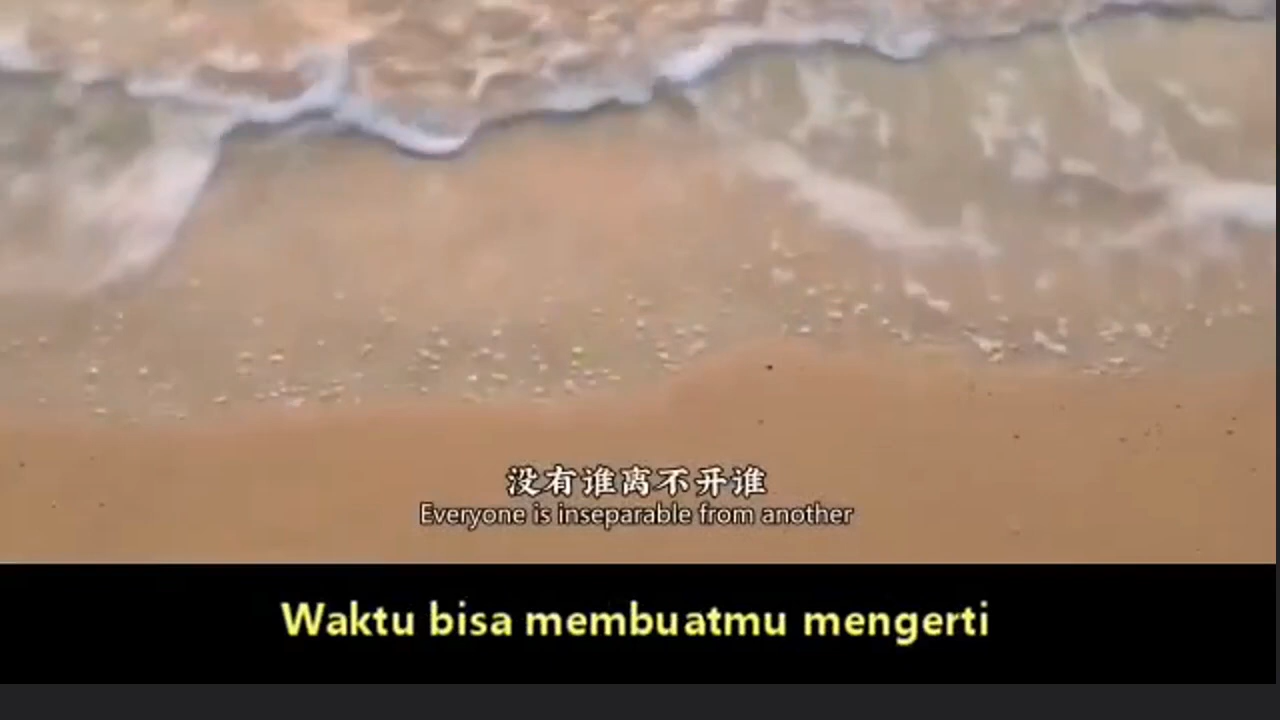 没有谁离不开谁
Everyone is inseparable from another
Waktu bisa membuatmu mengerti